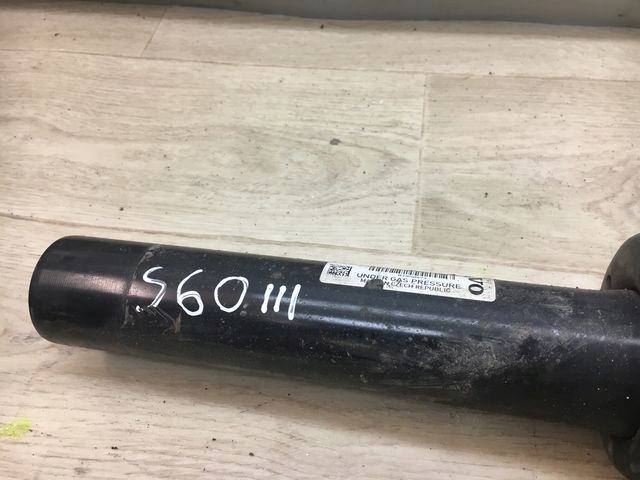 UNDER GAS PRESSURE
CZECH REPUBLIC
S60 III